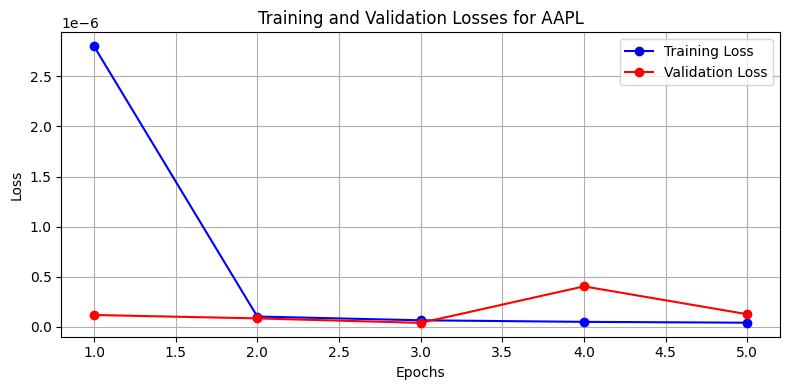 Training and Validation Losses for AAPL
1e−6
Training Loss
Validation Loss
2.5
2.0
1.5
1.0
0.5
0.0
Loss
1.0 1.5 2.0 2.5 3.0 3.5 4.0 4.5 5.0
Epochs